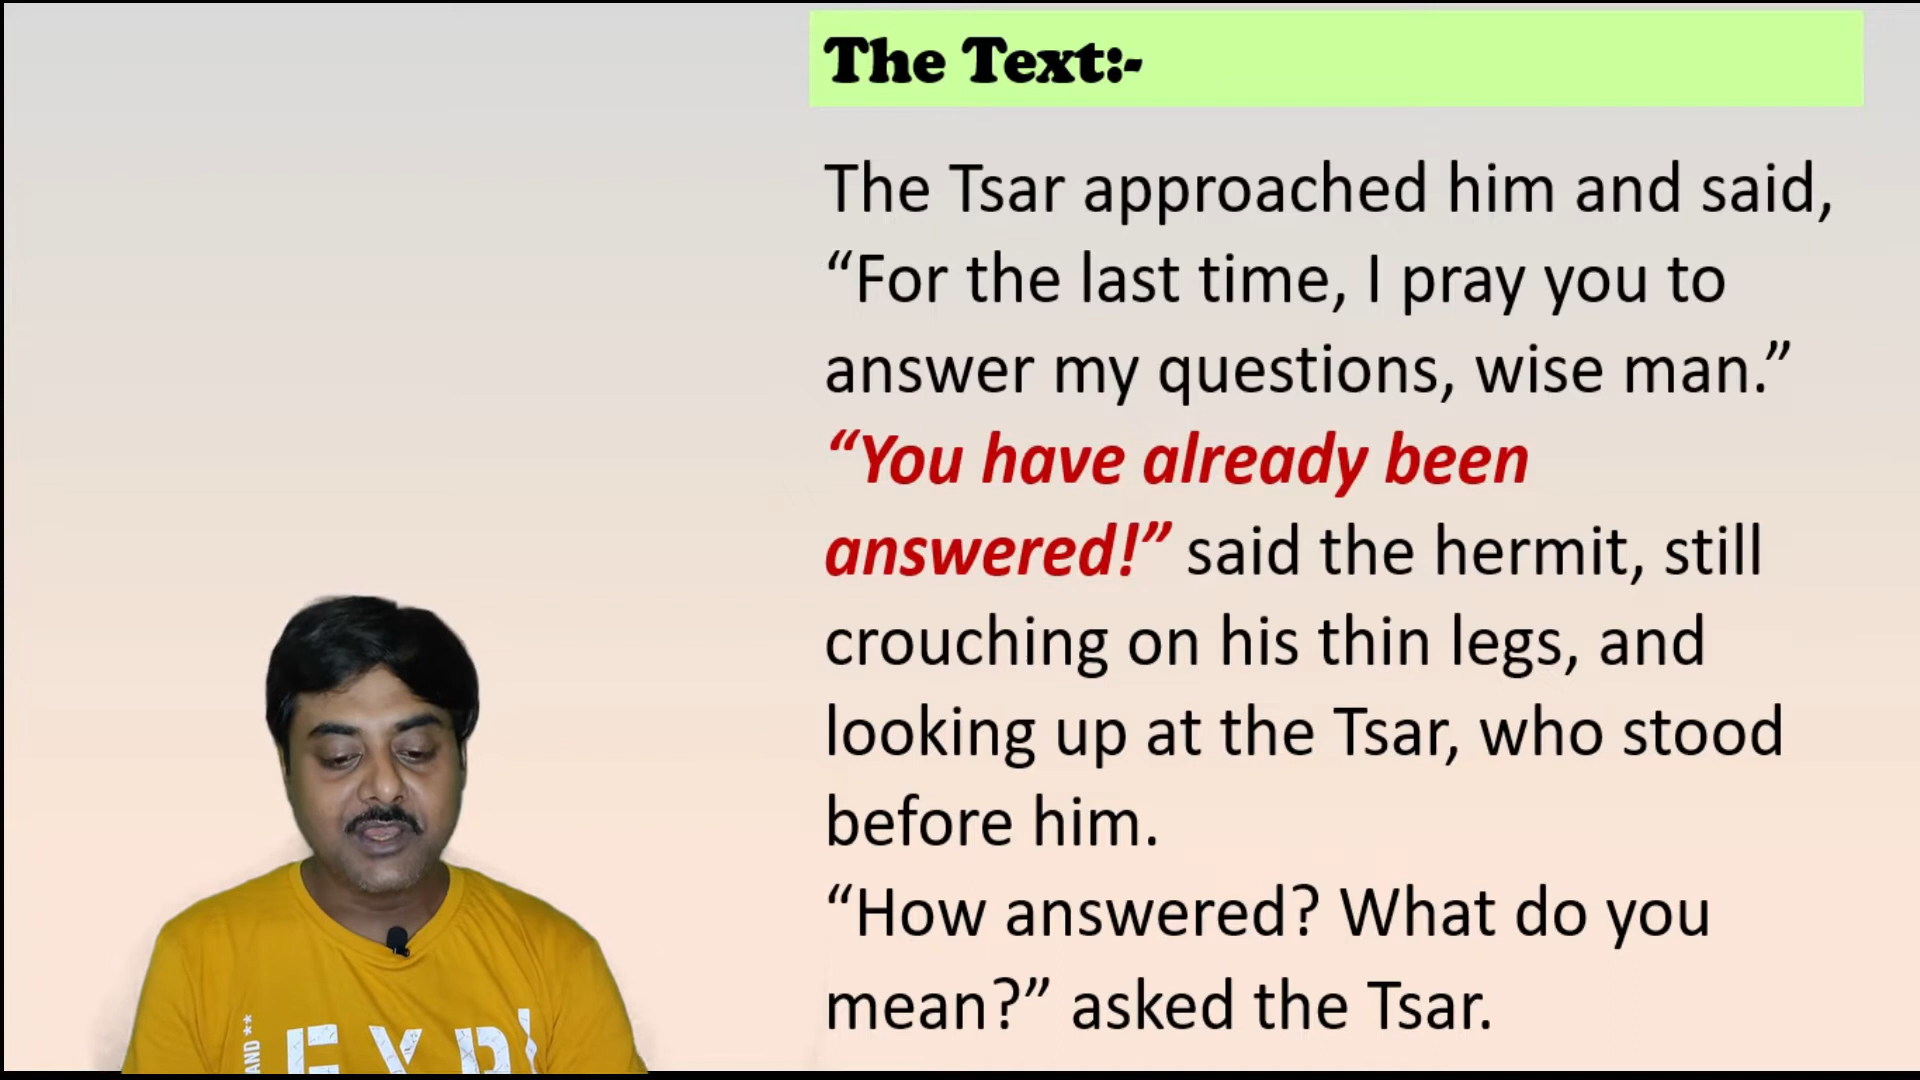 The Text:-
The Tsar approached him and said,
“For the last time, I pray you to
answer my questions, wise man.”
“You have already been
answered!” said the hermit, still
crouching on his thin legs, and
looking up at the Tsar, who stood
before him.
“How answered? What do you
mean?” asked the Tsar.
AND **